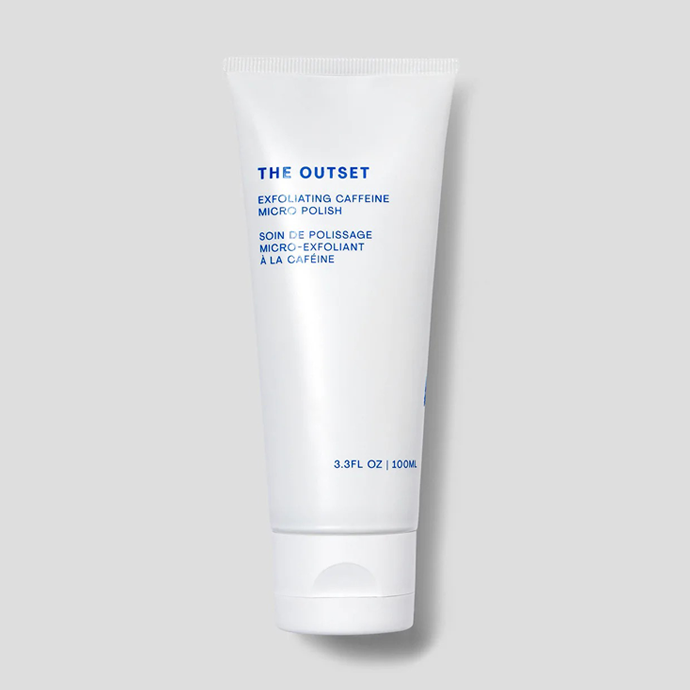 THE OUTSET
EXFOLIATING CAFFEINE
MICRO POLISH
SOIN DE POLISSAGE
MICRO-EXFOLIANT
À LA CAFÉINE
3.3FL OZ | 100ML